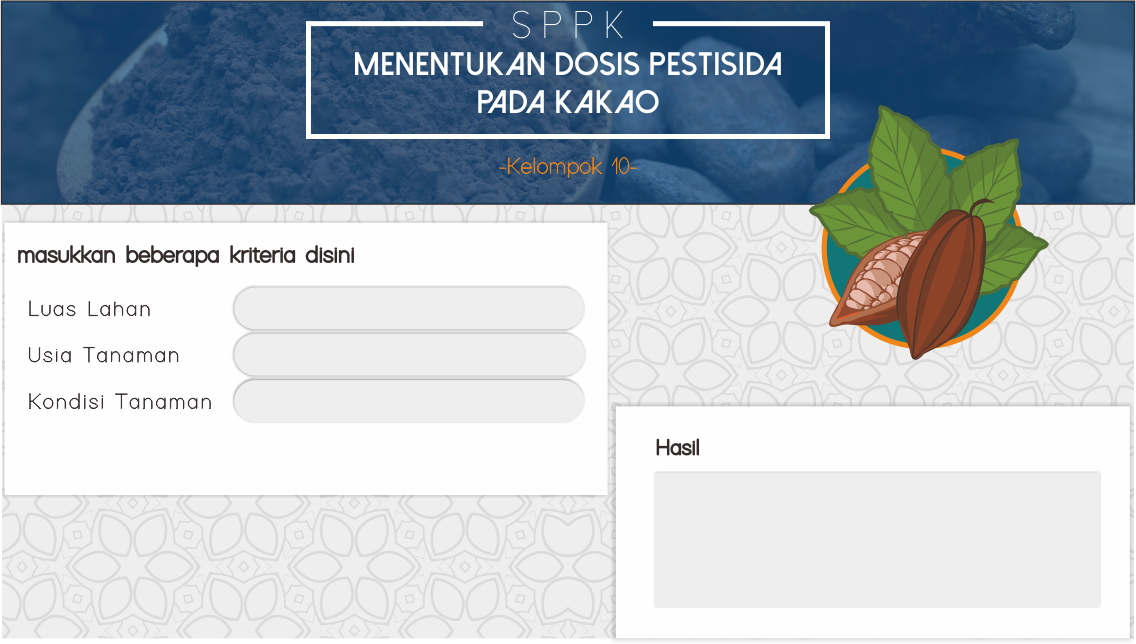 SPPK
MENENTUKAN DOSIS PESTISIDA
PADA KAKAO
-Kelompok 10-
masukkan beberapa kriteria disini
Luas Lahan
Usia Tanaman
Kondisi Tanaman
Hasil